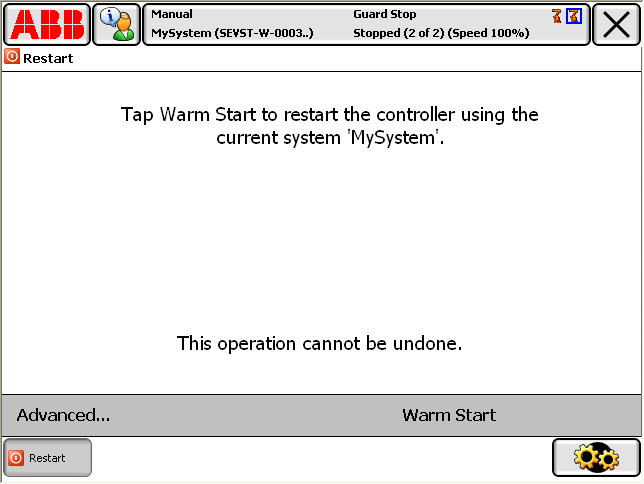 ABB
Manual
Guard Stop
MySystem (SEVST-W-0003..)
Stopped (2 of 2) (Speed 100%)
Restart
Tap Warm Start to restart the controller using the
current system 'MySystem'.
This operation cannot be undone.
Advanced...
Warm Start
Restart